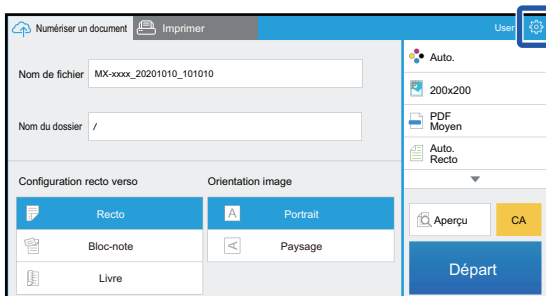 Numériser un document
Imprimer
User
Nom de fichier
MX-xxxx_20201010_101010
Nom du dossier
/
Configuration recto verso
Orientation image
Recto
Bloc-note
Livre
A
Portrait
A
Paysage
Auto.
200x200
PDF
Moyen
Auto.
Recto
Aperçu
CA
Départ